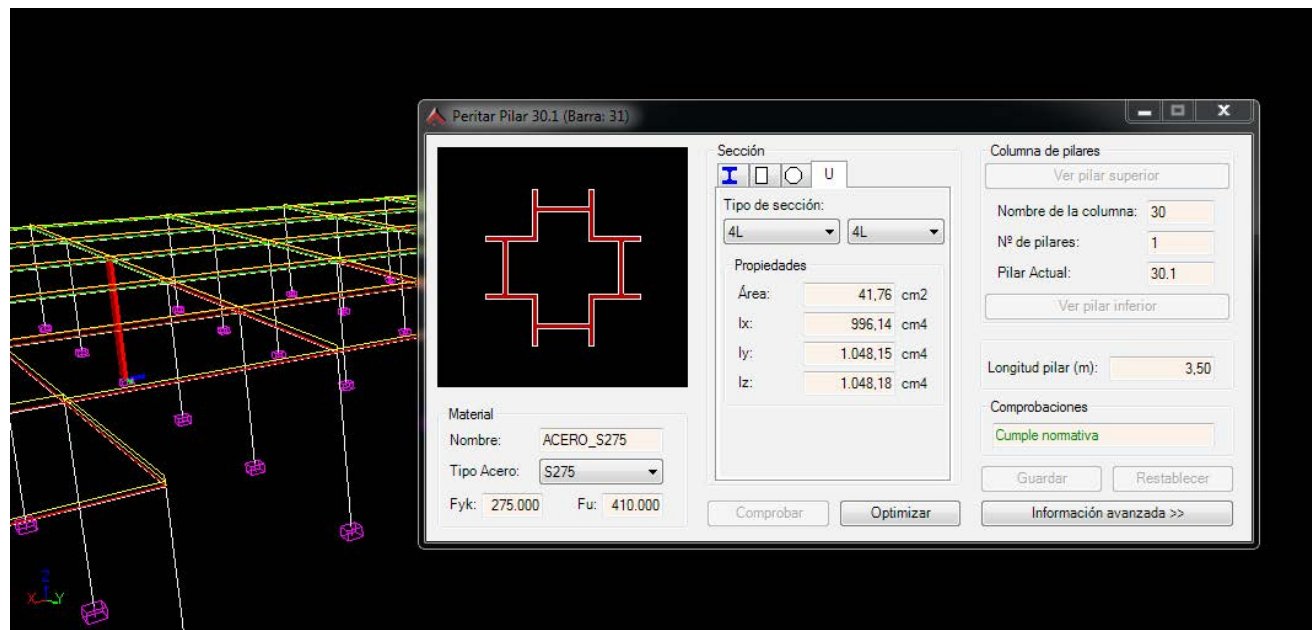 Peritar Pilar 30.1 (Barra: 31)
Sección
U
Tipo de sección:
4L
4L
Propiedades
Área: 41,76 cm2
Ix: 996,14 cm4
Iy: 1.048,15 cm4
Iz: 1.048,18 cm4
Material
Nombre: ACERO_S275
Tipo Acero: S275
Fyk: 275.000 Fu: 410.000
Comprobar Optimizar
Columna de pilares
Ver pilar superior
Nombre de la columna: 30
Nº de pilares: 1
Pilar Actual: 30.1
Ver pilar inferior
Longitud pilar (m): 3,50
Comprobaciones
Cumple normativa
Guardar Restablecer
Información avanzada >>
Z
X Y